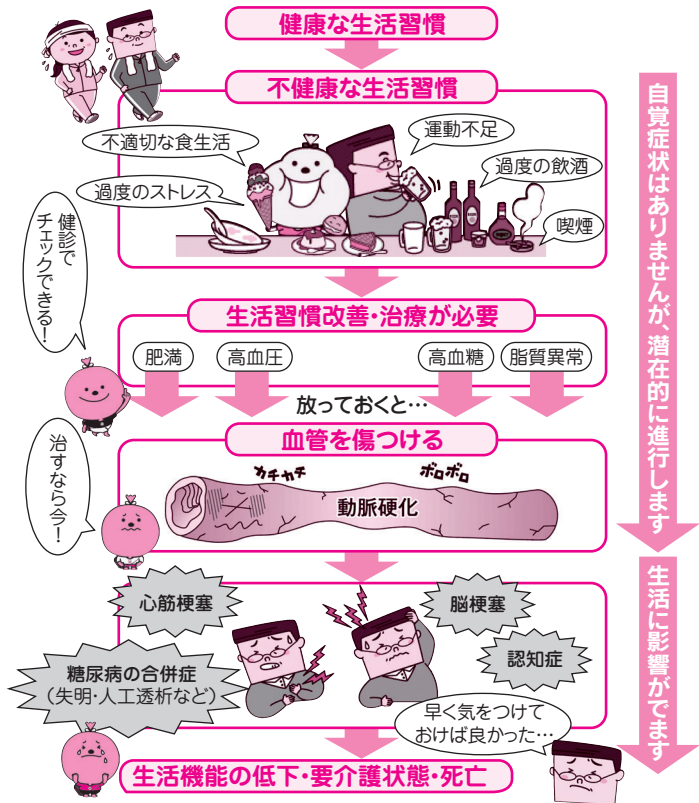 健康な生活習慣
不健康な生活習慣
不適切な食生活
運動不足
過度のストレス
過度の飲酒
喫煙
健診で
チェックできる！
生活習慣改善・治療が必要
肥満
高血圧
高血糖
脂質異常
放っておくと…
血管を傷つける
治すなら今！
カチカチ
ボロボロ
動脈硬化
心筋梗塞
脳梗塞
認知症
糖尿病の合併症
（失明・人工透析など）
早く気をつけて
おけば良かった…
生活機能の低下・要介護状態・死亡
自覚症状はありませんが、潜在的に進行します
生活に影響がでます